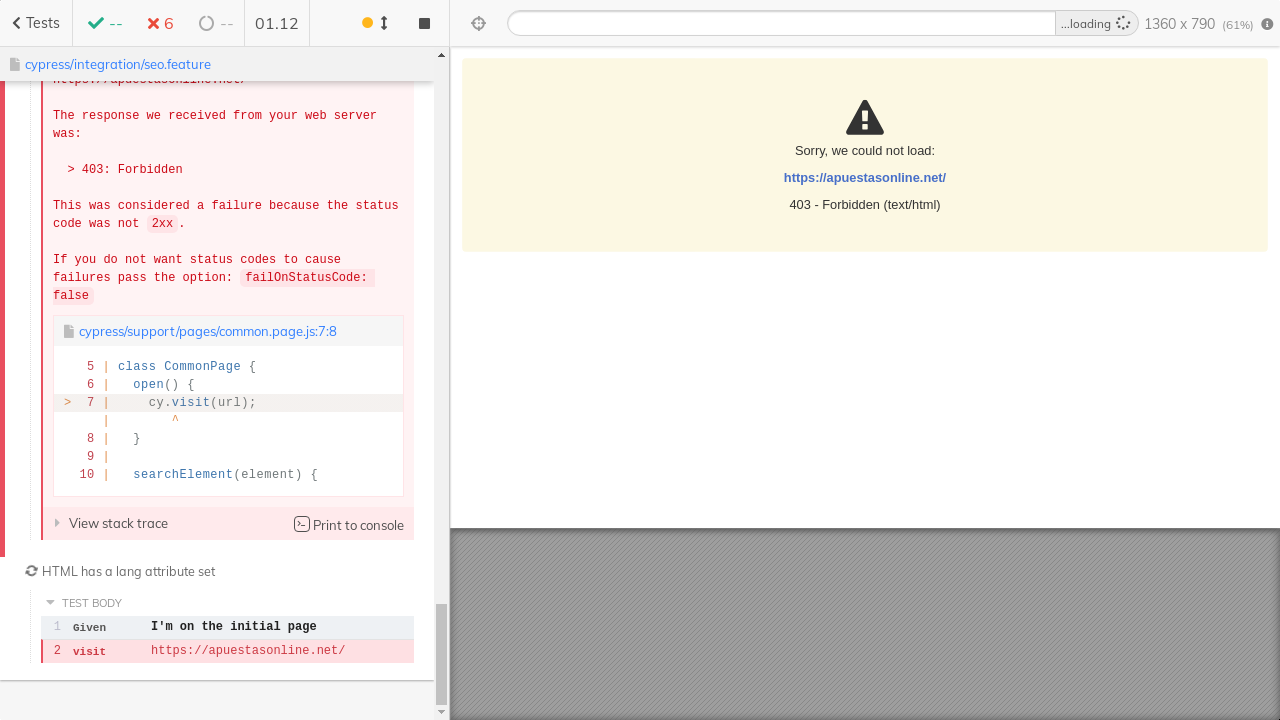 Tests
--
6
--
01.12
...loading
1360 x 790 (61%)
cypress/integration/seo.feature
https://apuestasonline.net/
The response we received from your web server
was:
> 403: Forbidden
This was considered a failure because the status
code was not 2xx.
If you do not want status codes to cause
failures pass the option: failOnStatusCode:
false
cypress/support/pages/common.page.js:7:8
5 | class CommonPage {
6 |   open() {
> 7 |     cy.visit(url);
|        ^
8 |   }
9 |
10 |   searchElement(element) {
View stack trace
Print to console
HTML has a lang attribute set
TEST BODY
1 Given I'm on the initial page
2 visit https://apuestasonline.net/
Sorry, we could not load:
https://apuestasonline.net/
403 - Forbidden (text/html)